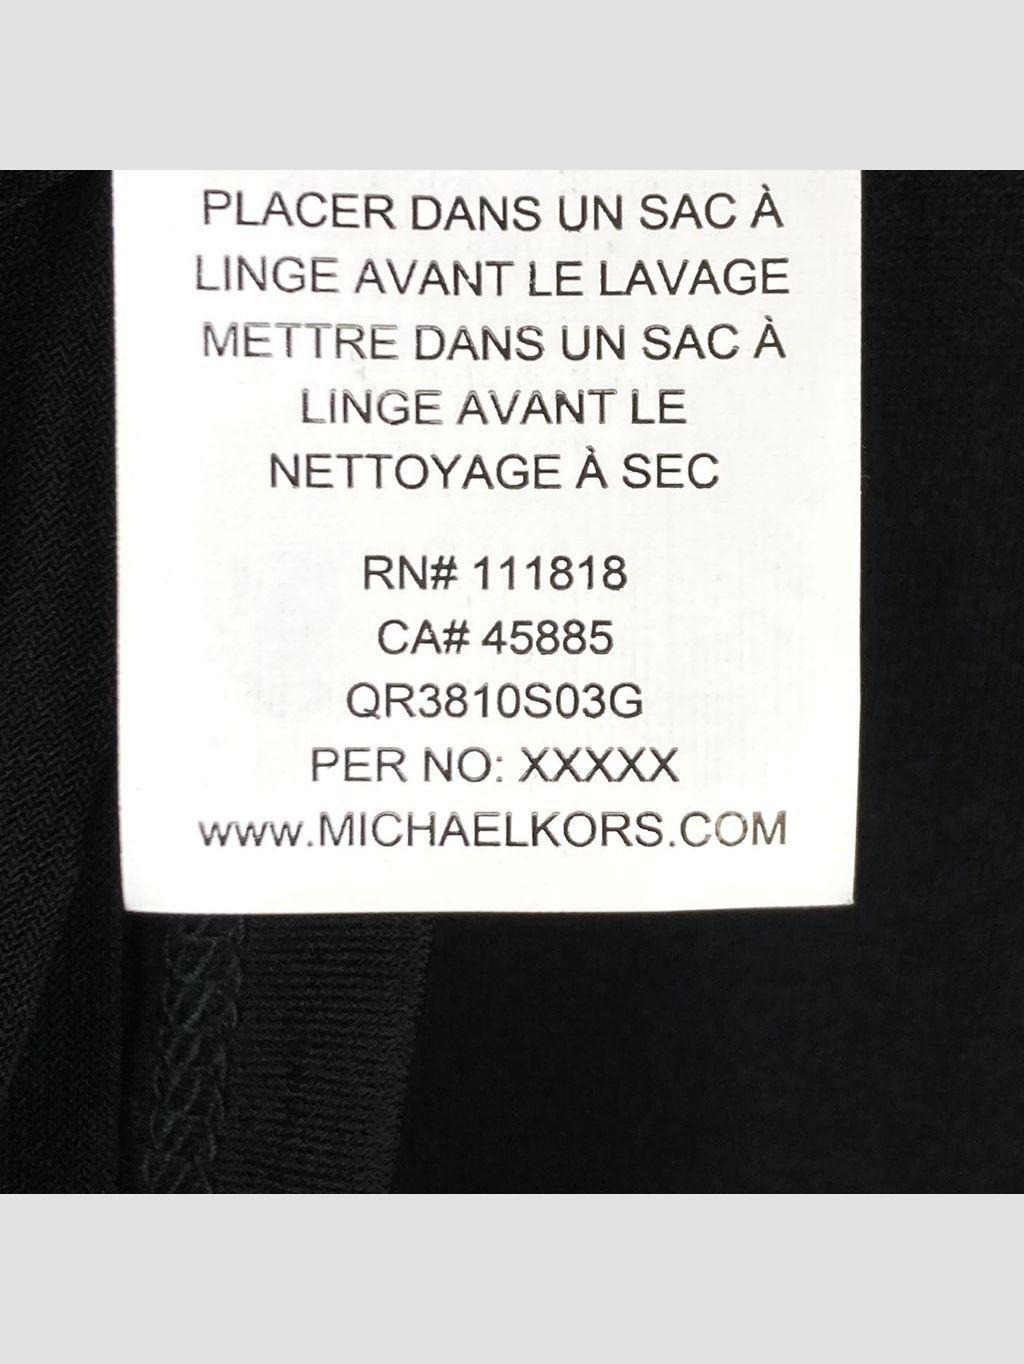 PLACER DANS UN SAC À
LINGE AVANT LE LAVAGE
METTRE DANS UN SAC À
LINGE AVANT LE
NETTOYAGE À SEC
RN# 111818
CA# 45885
QR3810S03G
PER NO: XXXXX
www.MICHAELKORS.COM